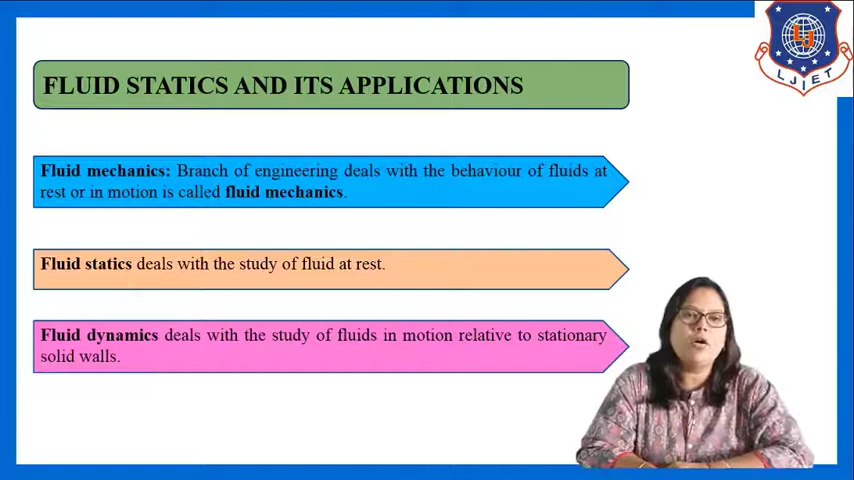 LJ
LJIET
FLUID STATICS AND ITS APPLICATIONS
Fluid mechanics: Branch of engineering deals with the behaviour of fluids at
rest or in motion is called fluid mechanics.
Fluid statics deals with the study of fluid at rest.
Fluid dynamics deals with the study of fluids in motion relative to stationary
solid walls.